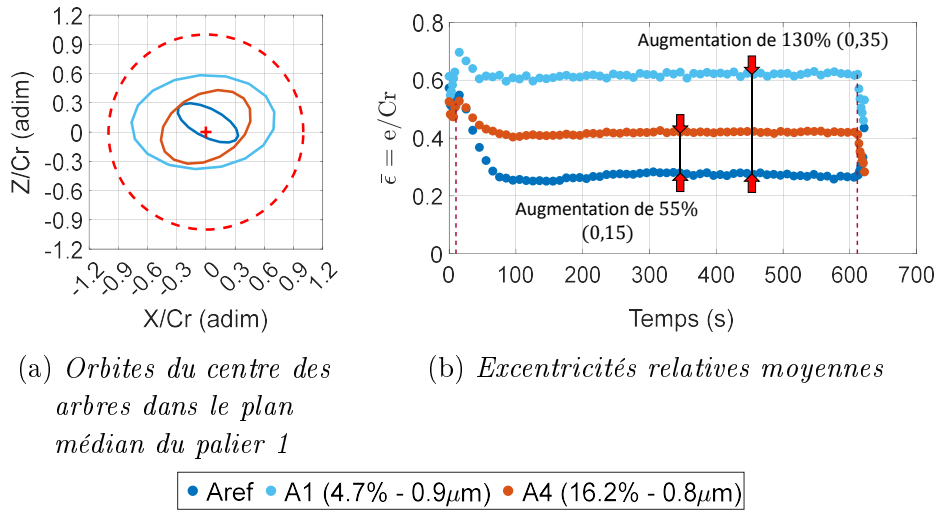 1.2
0.9
0.6
0.3
0
-0.3
-0.6
-0.9
-1.2
Z/Cr (adim)
-1.2 -0.9 -0.6 -0.3 0 0.3 0.6 0.9 1.2
X/Cr (adim)
0.8
0.6
0.4
0.2
0
ε̄ = e/Cr
Augmentation de 130% (0,35)
Augmentation de 55%
(0,15)
0 100 200 300 400 500 600 700
Temps (s)
(a) Orbites du centre des
arbres dans le plan
médian du palier 1
(b) Excentricités relatives moyennes
Aref A1 (4.7% - 0.9μm) A4 (16.2% - 0.8μm)